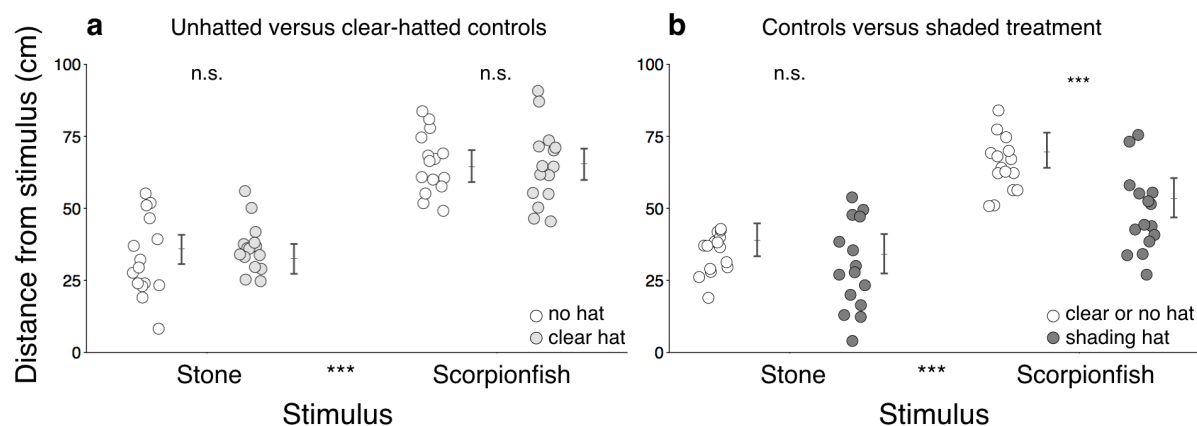 a Unhatted versus clear-hatted controls
b Controls versus shaded treatment
Distance from stimulus (cm)
100
75
50
25
0
n.s.
n.s.
no hat
clear hat
Stone *** Scorpionfish
Stimulus
100
75
50
25
0
n.s.
***
clear or no hat
shading hat
Stone *** Scorpionfish
Stimulus